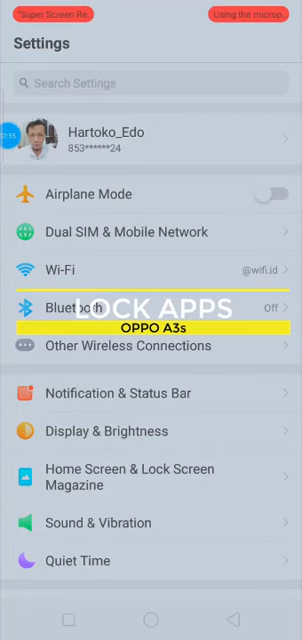 "Super Screen Re..
Using the microp...
Settings
Search Settings
Hartoko_Edo
853******24
Airplane Mode
Dual SIM & Mobile Network
Wi-Fi
@wifi.id
Bluetooth
Off
LOCK APPS
OPPO A3s
Other Wireless Connections
Notification & Status Bar
Display & Brightness
Home Screen & Lock Screen
Magazine
Sound & Vibration
Quiet Time